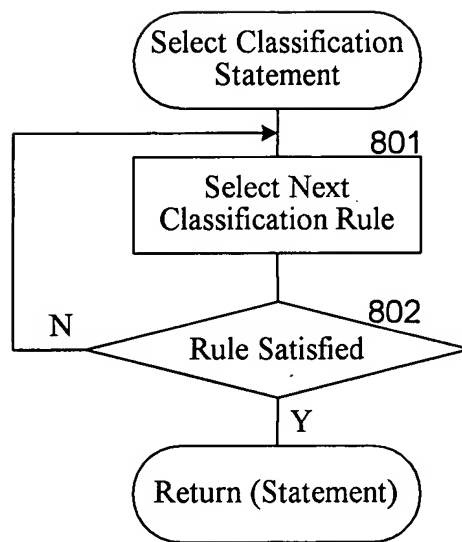 Select Classification
Statement
801
Select Next
Classification Rule
802
N
Rule Satisfied
Y
Return (Statement)